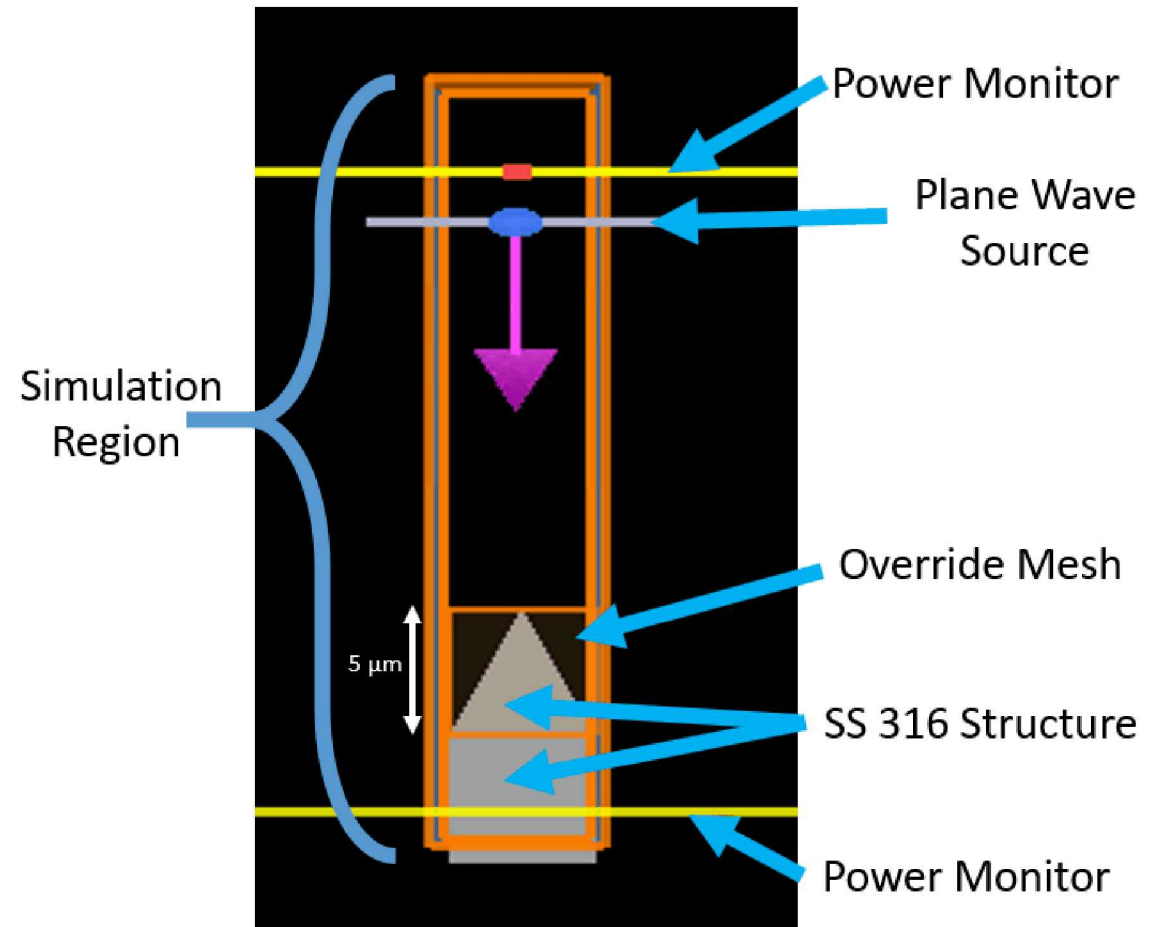 Power Monitor
Plane Wave
Source
Simulation
Region
Override Mesh
5 µm
SS 316 Structure
Power Monitor